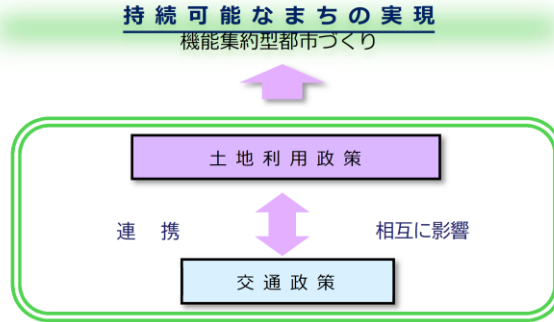 持続可能なまちの実現
機能集約型都市づくり
土地利用政策
連携 相互に影響
交通政策